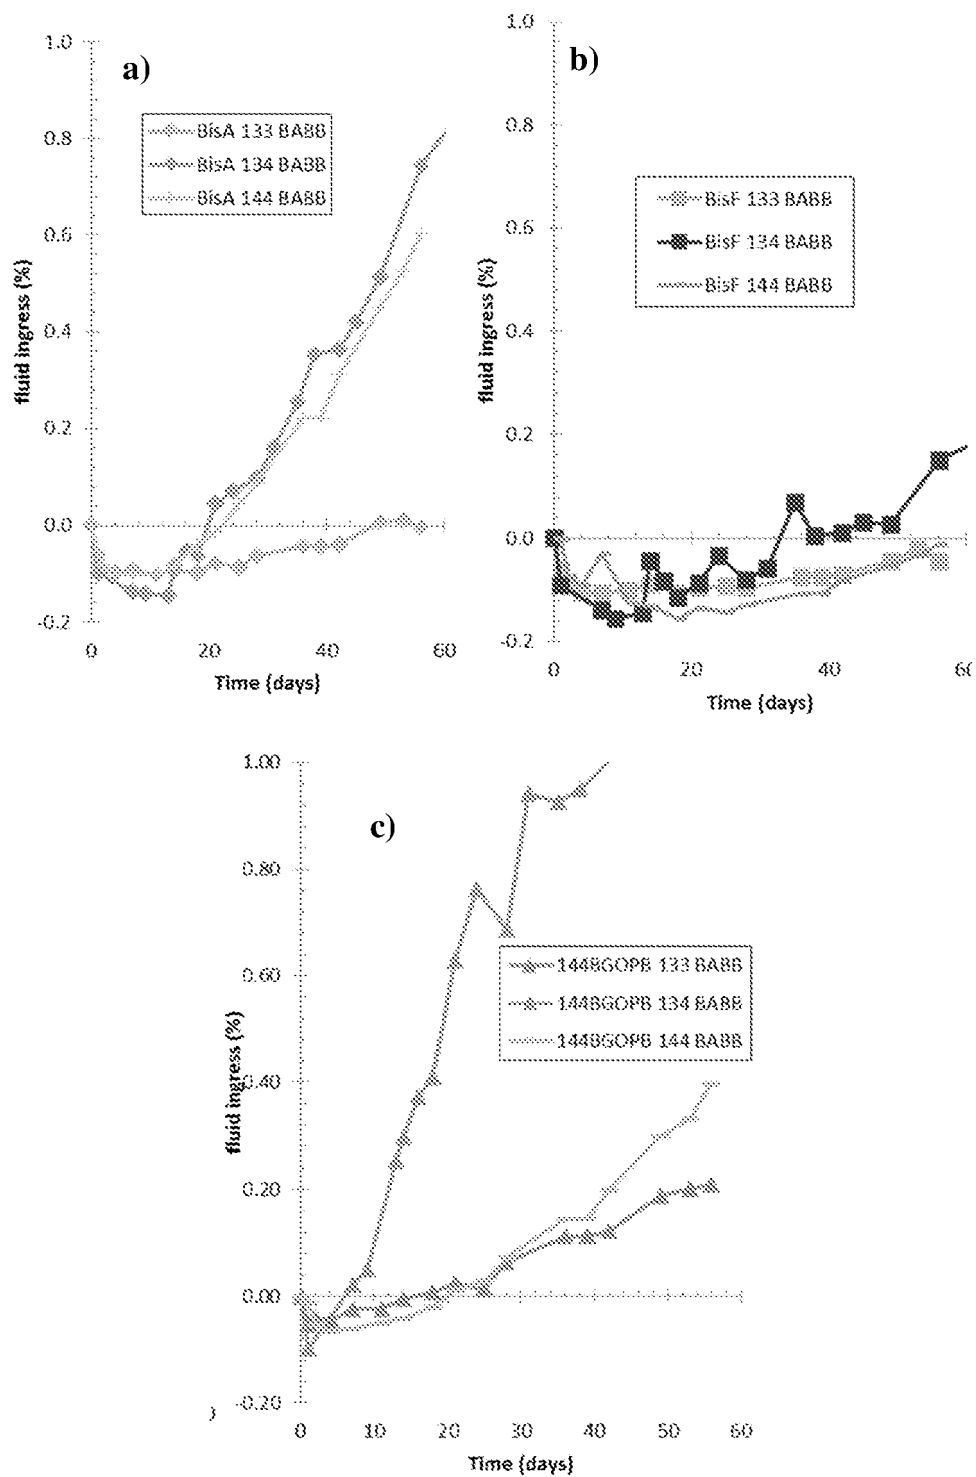 a)
1.0
0.8
0.6
0.4
0.2
0.0
-0.2
fluid ingress (%)
BisA 133 BABB
BisA 134 BABB
BisA 144 BABB
0 20 40 60
Time (days)
b)
1.0
0.8
0.6
0.4
0.2
0.0
-0.2
fluid ingress (%)
BisF 133 BABB
BisF 134 BABB
BisF 144 BABB
0 20 40 60
Time (days)
c)
1.00
0.80
0.60
0.40
0.20
0.00
-0.20
fluid ingress (%)
144BGOPB 133 BABB
144BGOPB 134 BABB
144BGOPB 144 BABB
0 10 20 30 40 50 60
Time (days)